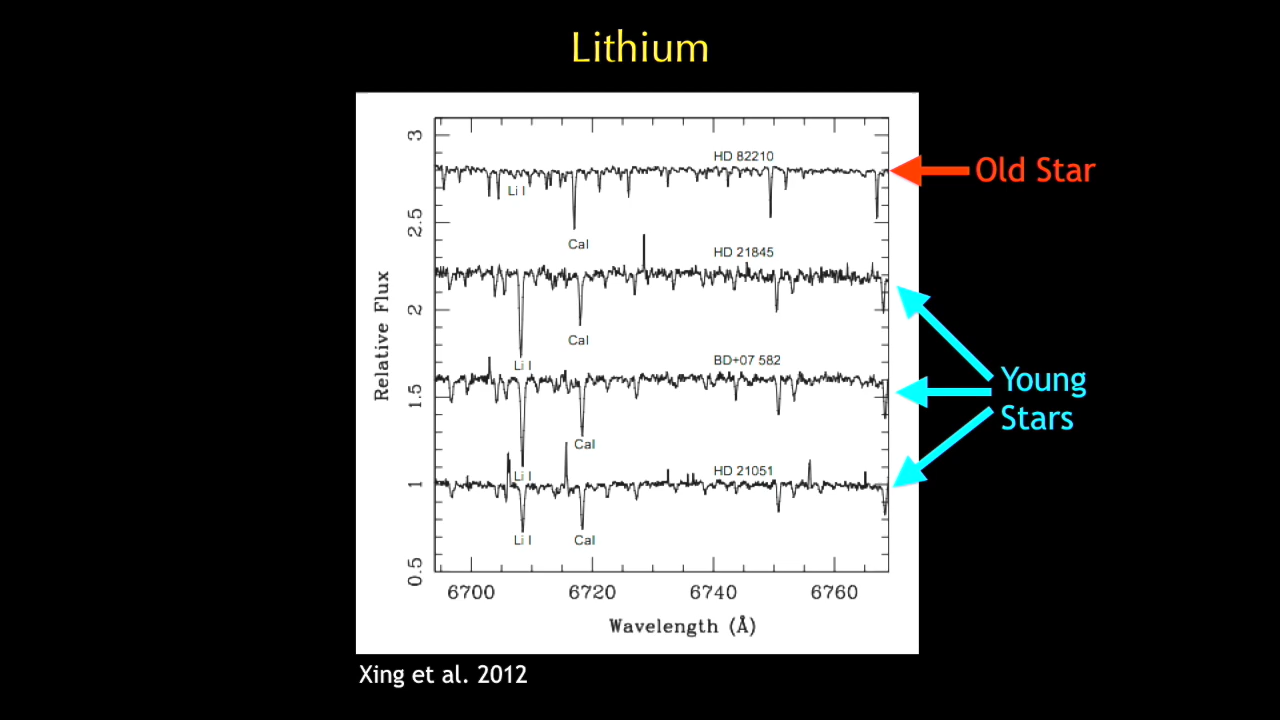 Lithium
3
HD 82210
Old Star
Li I
2.5
CaI
HD 21845
2
Relative Flux
CaI
Li I
BD+07 582
Young
Stars
1.5
CaI
HD 21051
Li I
1
Li I
CaI
0.5
6700 6720 6740 6760
Wavelength (Å)
Xing et al. 2012